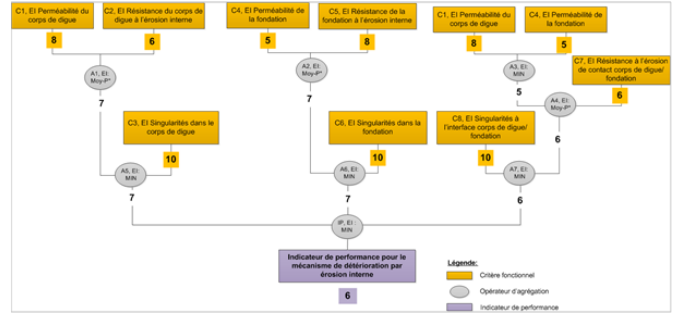 C1, EI Perméabilité du
corps de digue
8
C2, EI Résistance du corps de
digue à l'érosion interne
6
C4, EI Perméabilité de
la fondation
5
C5, EI Résistance de la
fondation à érosion interne
8
C1, EI Perméabilité du
corps de digue
8
C4, EI Perméabilité de
la fondation
5
C7, EI Résistance à l'érosion
de contact corps de digue/
fondation
6
A1, EI:
Moy-P*
7
A2, EI:
Moy-P*
7
A3, EI:
MIN
5
A4, EI:
Moy-P*
6
C3, EI Singularités dans le
corps de digue
10
C6, EI Singularités dans la
fondation
10
C8, EI Singularités à
l'interface corps de digue/
fondation
10
A5, EI:
MIN
7
A6, EI:
MIN
7
A7, EI:
MIN
6
IP, EI :
MIN
Indicateur de performance pour le
mécanisme de détérioration par
érosion interne
6
Légende:
Critère fonctionnel
Opérateur d'agrégation
Indicateur de performance